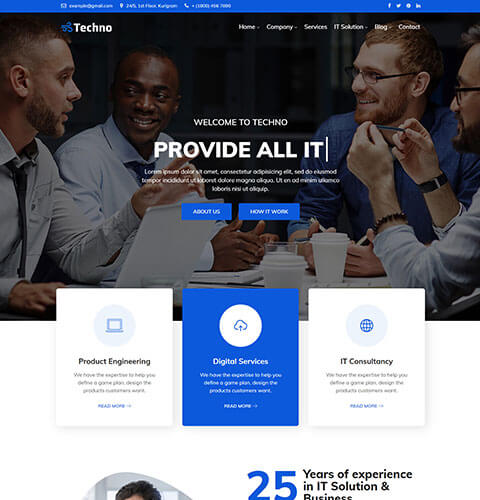 example@gmail.com 24/5, 1st Floor, Kurigram + (1800) 456 7890
Techno Home Company Services IT Solution Blog Contact
WELCOME TO TECHNO
PROVIDE ALL IT
Lorem ipsum dolor sit amet, consectetur adipisicing elit, sed do eiusmod
tempor incididunt ut laboret dolore magna aliqua. Ut en ad minim ulamco
laboris nisi ut aliquip.
ABOUT US HOW IT WORK
Product Engineering
We have the expertise to help you
define a game plan, design the
products customers want.
READ MORE
Digital Services
We have the expertise to help you
define a game plan, design the
products customers want.
READ MORE
IT Consultancy
We have the expertise to help you
define a game plan, design the
products customers want.
READ MORE
25 Years of experience
in IT Solution &
Business